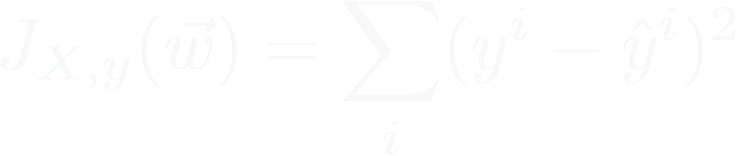 J_{X,y}(\vec{w}) = \sum_{i} (y^i - \hat{y}^i)^2